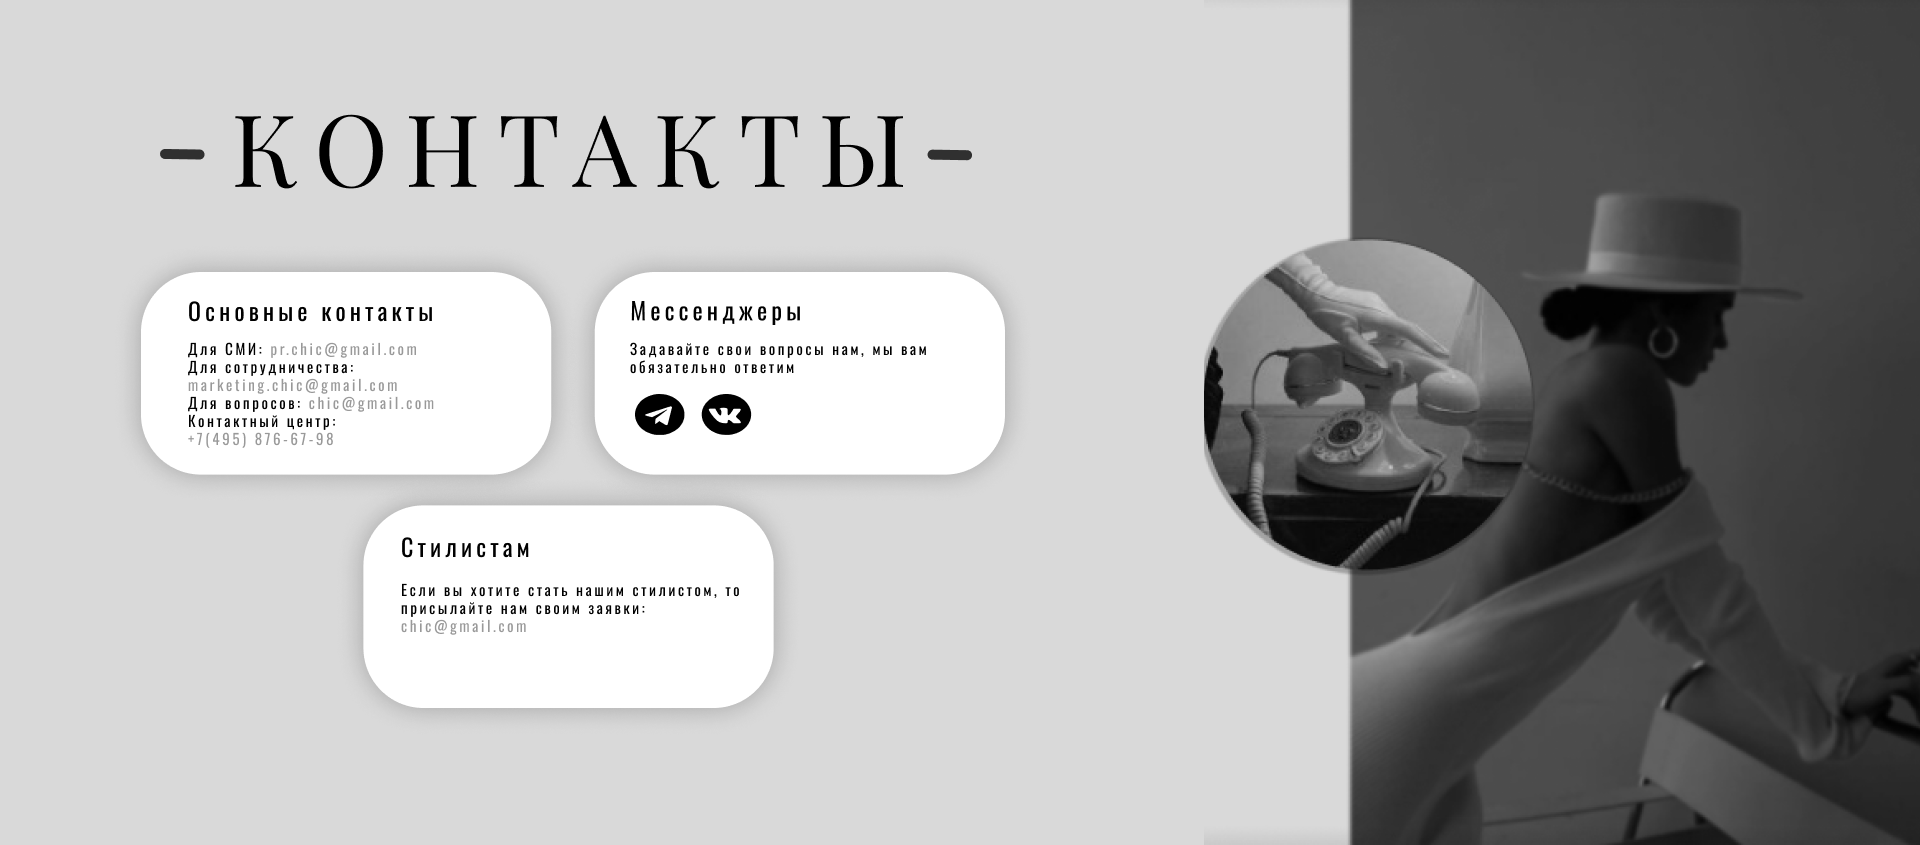 - КОНТАКТЫ -
Основные контакты
Для СМИ: pr.chic@gmail.com
Для сотрудничества:
marketing.chic@gmail.com
Для вопросов: chic@gmail.com
Контактный центр:
+7(495) 876-67-98
Мессенджеры
Задавайте свои вопросы нам, мы вам
обязательно ответим
Стилистам
Если вы хотите стать нашим стилистом, то
присылайте нам своим заявки:
chic@gmail.com